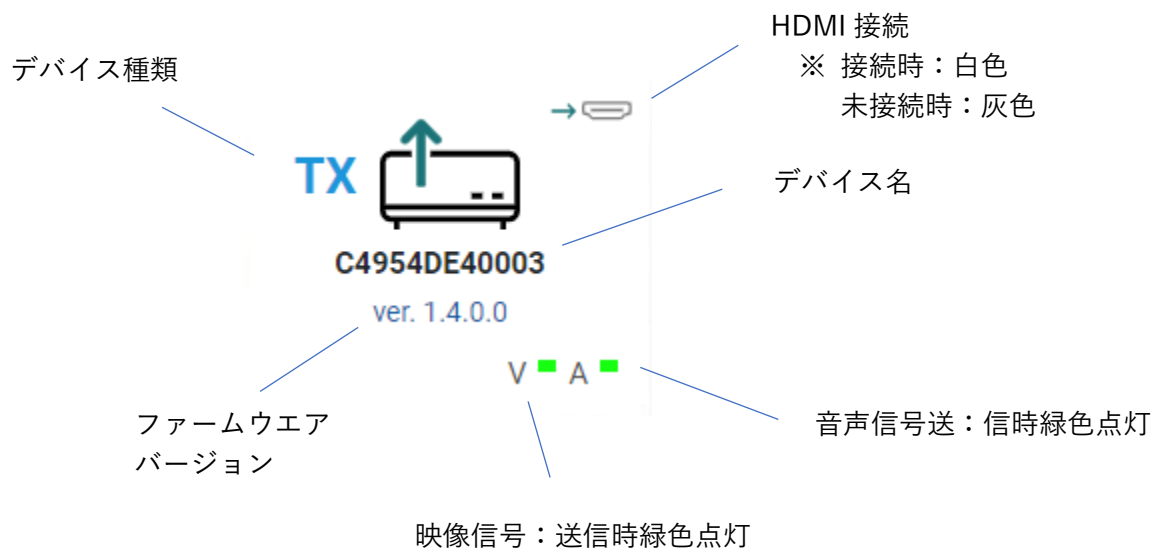 HDMI 接続
※ 接続時：白色
未接続時：灰色
デバイス種類
TX
デバイス名
C4954DE40003
ver. 1.4.0.0
V A
ファームウエア
バージョン
音声信号送：信時緑色点灯
映像信号：送信時緑色点灯